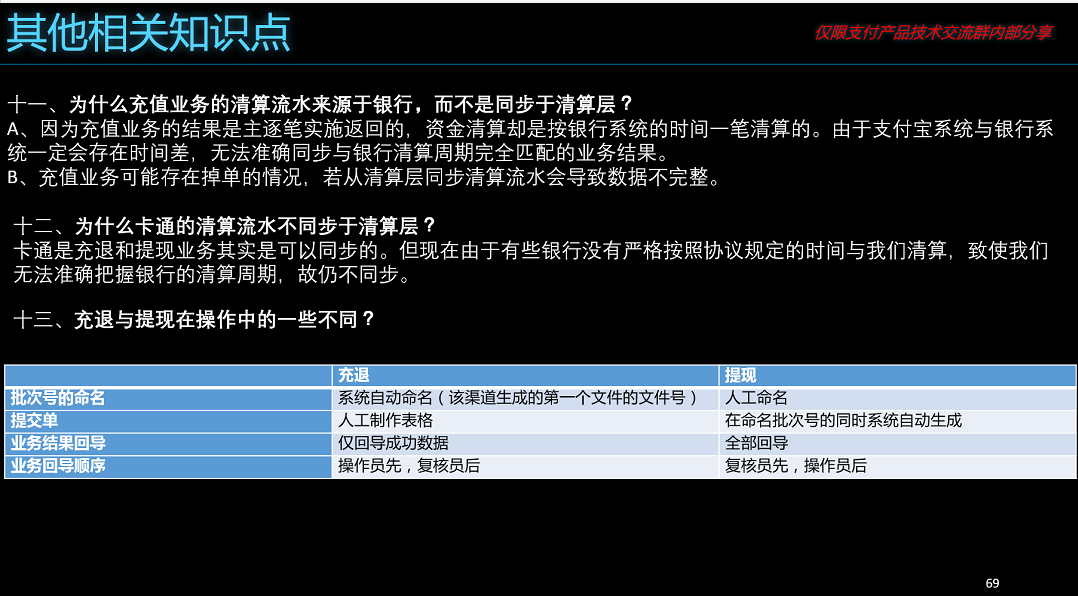 其他相关知识点
仅限支付产品技术交流群内部分享
十一、为什么充值业务的清算流水来源于银行，而不是同步于清算层？
A、因为充值业务的结果是主逐笔实施返回的，资金清算却是按银行系统的时间一笔清算的。由于支付宝系统与银行系
统一定会存在时间差，无法准确同步与银行清算周期完全匹配的业务结果。
B、充值业务可能存在掉单的情况，若从清算层同步清算流水会导致数据不完整。
十二、为什么卡通的清算流水不同步于清算层？
卡通是充退和提现业务其实是可以同步的。但现在由于有些银行没有严格按照协议规定的时间与我们清算，致使我们
无法准确把握银行的清算周期，故仍不同步。
十三、充退与提现在操作中的一些不同？
充退 提现
批次号的命名 系统自动命名（该渠道生成的第一个文件的文件号） 人工命名
提交单 人工制作表格 在命名批次号的同时系统自动生成
业务结果回导 仅回导成功数据 全部回导
业务回导顺序 操作员先，复核员后 复核员先，操作员后
69